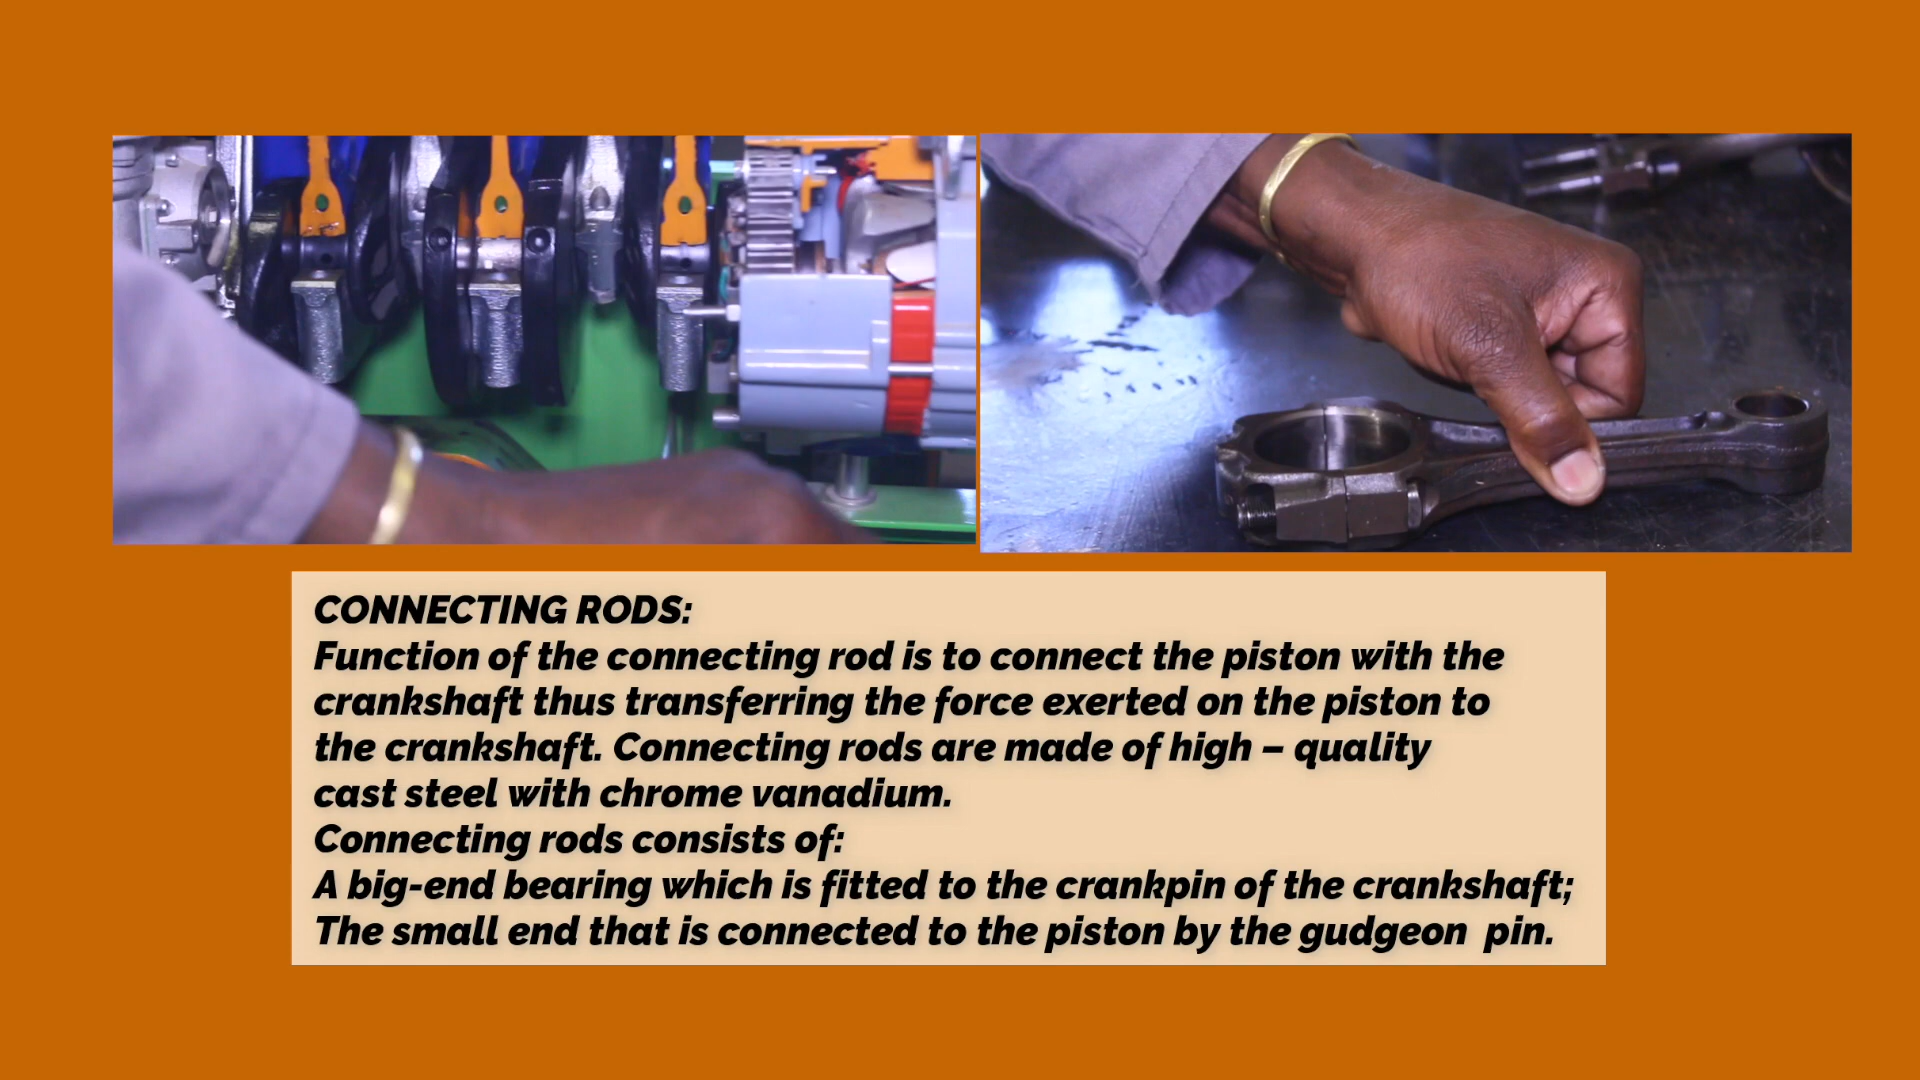 CONNECTING RODS:
Function of the connecting rod is to connect the piston with the
crankshaft thus transferring the force exerted on the piston to
the crankshaft. Connecting rods are made of high – quality
cast steel with chrome vanadium.
Connecting rods consists of:
A big-end bearing which is fitted to the crankpin of the crankshaft;
The small end that is connected to the piston by the gudgeon  pin.